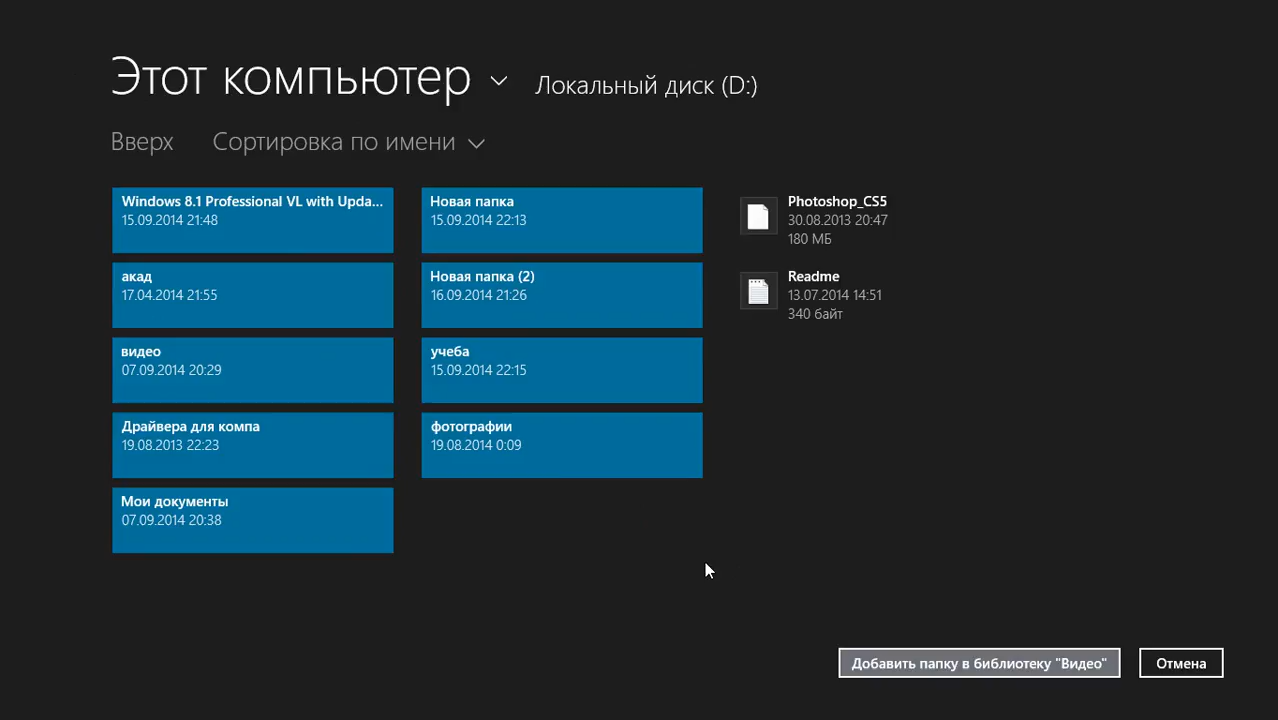 Этот компьютер Локальный диск (D:)
Вверх Сортировка по имени
Windows 8.1 Professional VL with Upda...
15.09.2014 21:48
акад
17.04.2014 21:55
видео
07.09.2014 20:29
Драйвера для компа
19.08.2013 22:23
Мои документы
07.09.2014 20:38
Новая папка
15.09.2014 22:13
Новая папка (2)
16.09.2014 21:26
учеба
15.09.2014 22:15
фотографии
19.08.2014 0:09
Photoshop_CS5
30.08.2013 20:47
180 МБ
Readme
13.07.2014 14:51
340 байт
Добавить папку в библиотеку "Видео"
Отмена